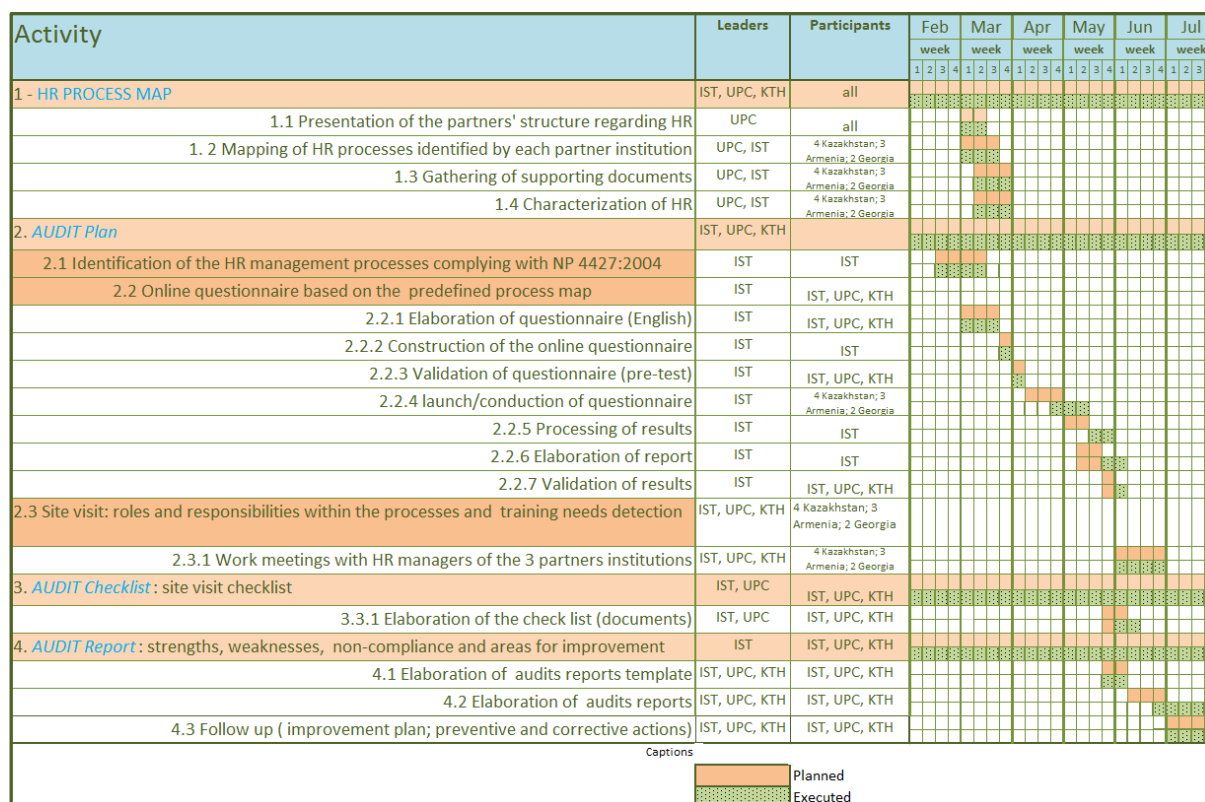 Activity Leaders Participants Feb Mar Apr May Jun Jul
week week week week week week
1 2 3 4 1 2 3 4 1 2 3 4 1 2 3 4 1 2 3 4 1 2 3
1 - HR PROCESS MAP IST, UPC, KTH all
1.1 Presentation of the partners' structure regarding HR UPC all
1. 2 Mapping of HR processes identified by each partner institution UPC, IST 4 Kazakhstan; 3
Armenia; 2 Georgia
1.3 Gathering of supporting documents UPC, IST 4 Kazakhstan; 3
Armenia; 2 Georgia
1.4 Characterization of HR UPC, IST 4 Kazakhstan; 3
Armenia; 2 Georgia
2. AUDIT Plan IST, UPC, KTH
2.1 Identification of the HR management processes complying with NP 4427:2004 IST IST
2.2 Online questionnaire based on the predefined process map IST IST, UPC, KTH
2.2.1 Elaboration of questionnaire (English) IST IST, UPC, KTH
2.2.2 Construction of the online questionnaire IST IST
2.2.3 Validation of questionnaire (pre-test) IST IST, UPC, KTH
2.2.4 launch/conduction of questionnaire IST 4 Kazakhstan; 3
Armenia; 2 Georgia
2.2.5 Processing of results IST IST
2.2.6 Elaboration of report IST IST
2.2.7 Validation of results IST IST, UPC, KTH
2.3 Site visit: roles and responsibilities within the processes and training needs detection IST, UPC, KTH 4 Kazakhstan; 3
Armenia; 2 Georgia
2.3.1 Work meetings with HR managers of the 3 partners institutions IST, UPC, KTH 4 Kazakhstan; 3
Armenia; 2 Georgia
3. AUDIT Checklist : site visit checklist IST, UPC IST, UPC, KTH
3.3.1 Elaboration of the check list (documents) IST, UPC IST, UPC, KTH
4. AUDIT Report : strengths, weaknesses, non-compliance and areas for improvement IST IST, UPC, KTH
4.1 Elaboration of audits reports template IST, UPC, KTH IST, UPC, KTH
4.2 Elaboration of audits reports IST, UPC, KTH IST, UPC, KTH
4.3 Follow up ( improvement plan; preventive and corrective actions) IST, UPC, KTH IST, UPC, KTH
Captions
Planned
Executed